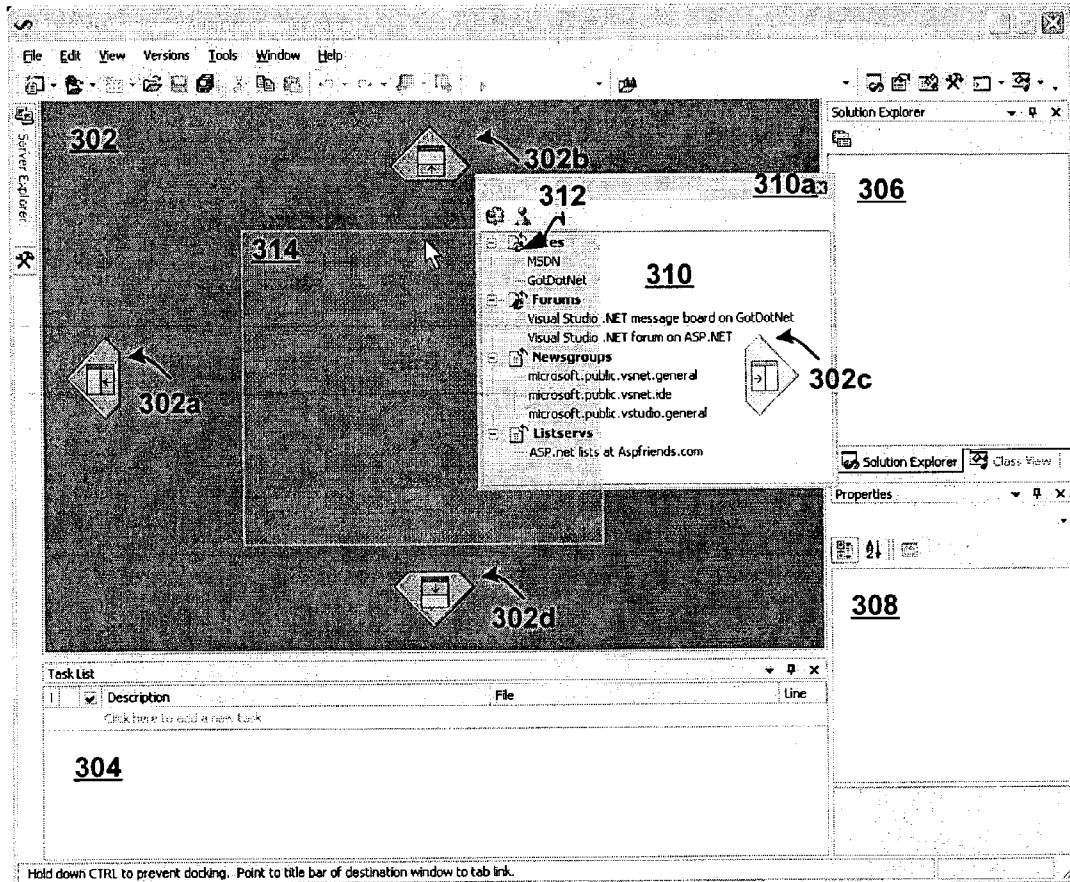 File Edit View Versions Tools Window Help
Server Explorer
302
302b
Solution Explorer
310a
306
312
314
MSDN
GotDotNet
310
Forums
Visual Studio .NET message board on GotDotNet
Visual Studio .NET forum on ASP.NET
Newsgroups
microsoft.public.vsnet.general
302c
302a
microsoft.public.vsnet.ide
microsoft.public.vstudio.general
Listservs
ASP.net lists at Aspfriends.com
Solution Explorer Class View
Properties
302d
308
Task List
! Description File Line
Click here to add a new task
304
Hold down CTRL to prevent docking. Point to title bar of destination window to tab link.